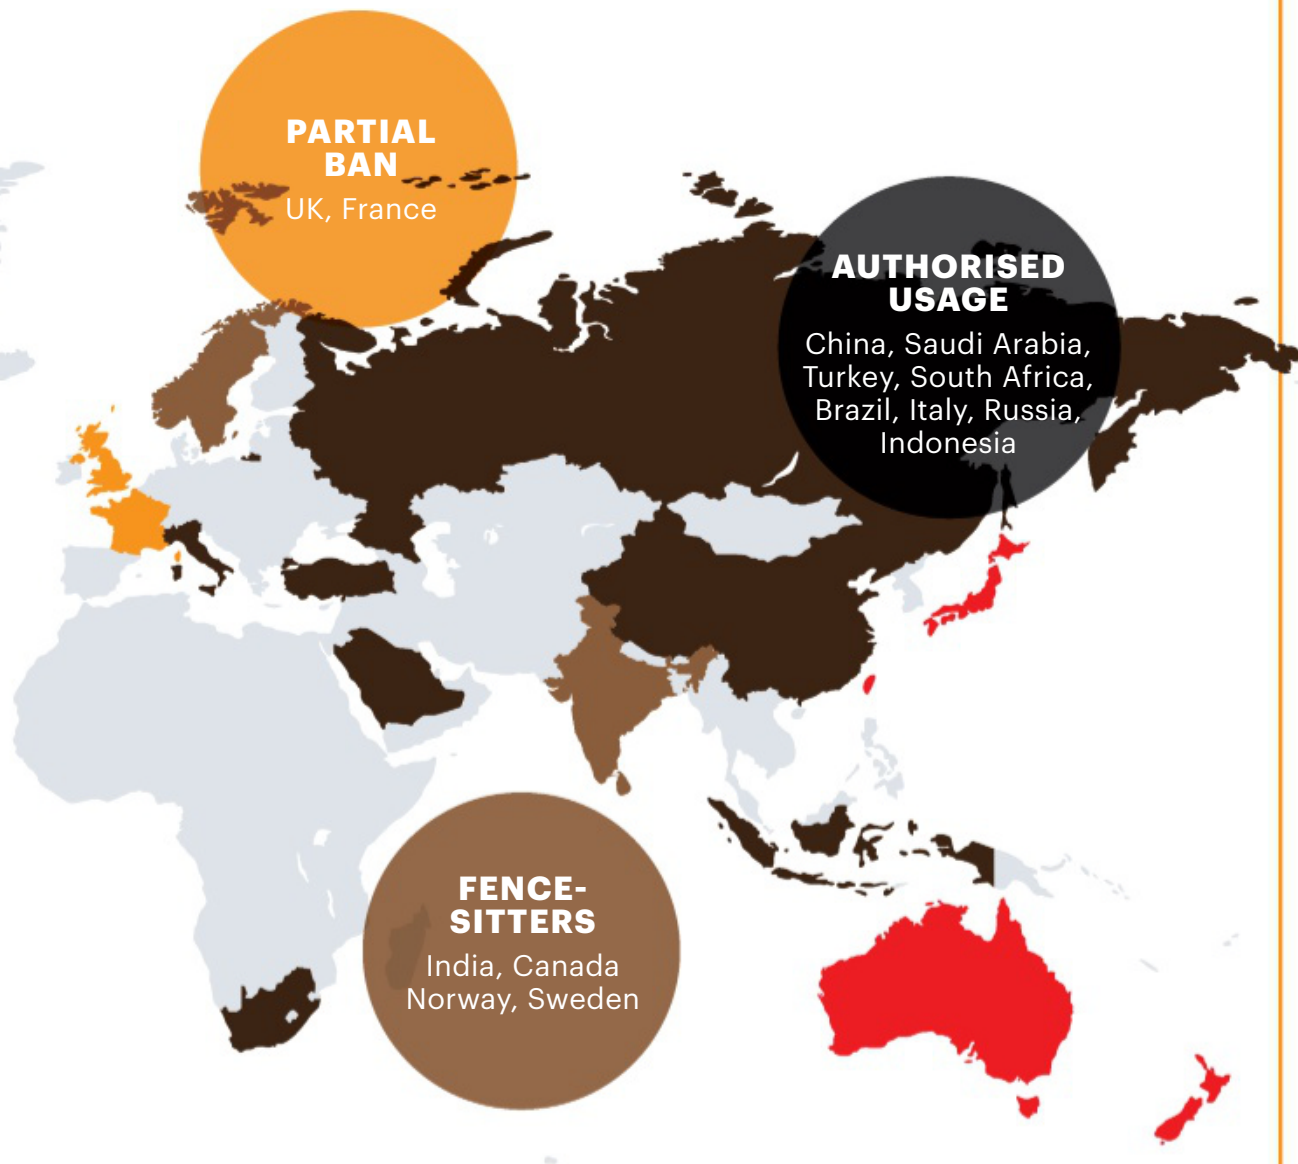 PARTIAL
BAN
UK, France
AUTHORISED
USAGE
China, Saudi Arabia,
Turkey, South Africa,
Brazil, Italy, Russia,
Indonesia
FENCE-
SITTERS
India, Canada
Norway, Sweden